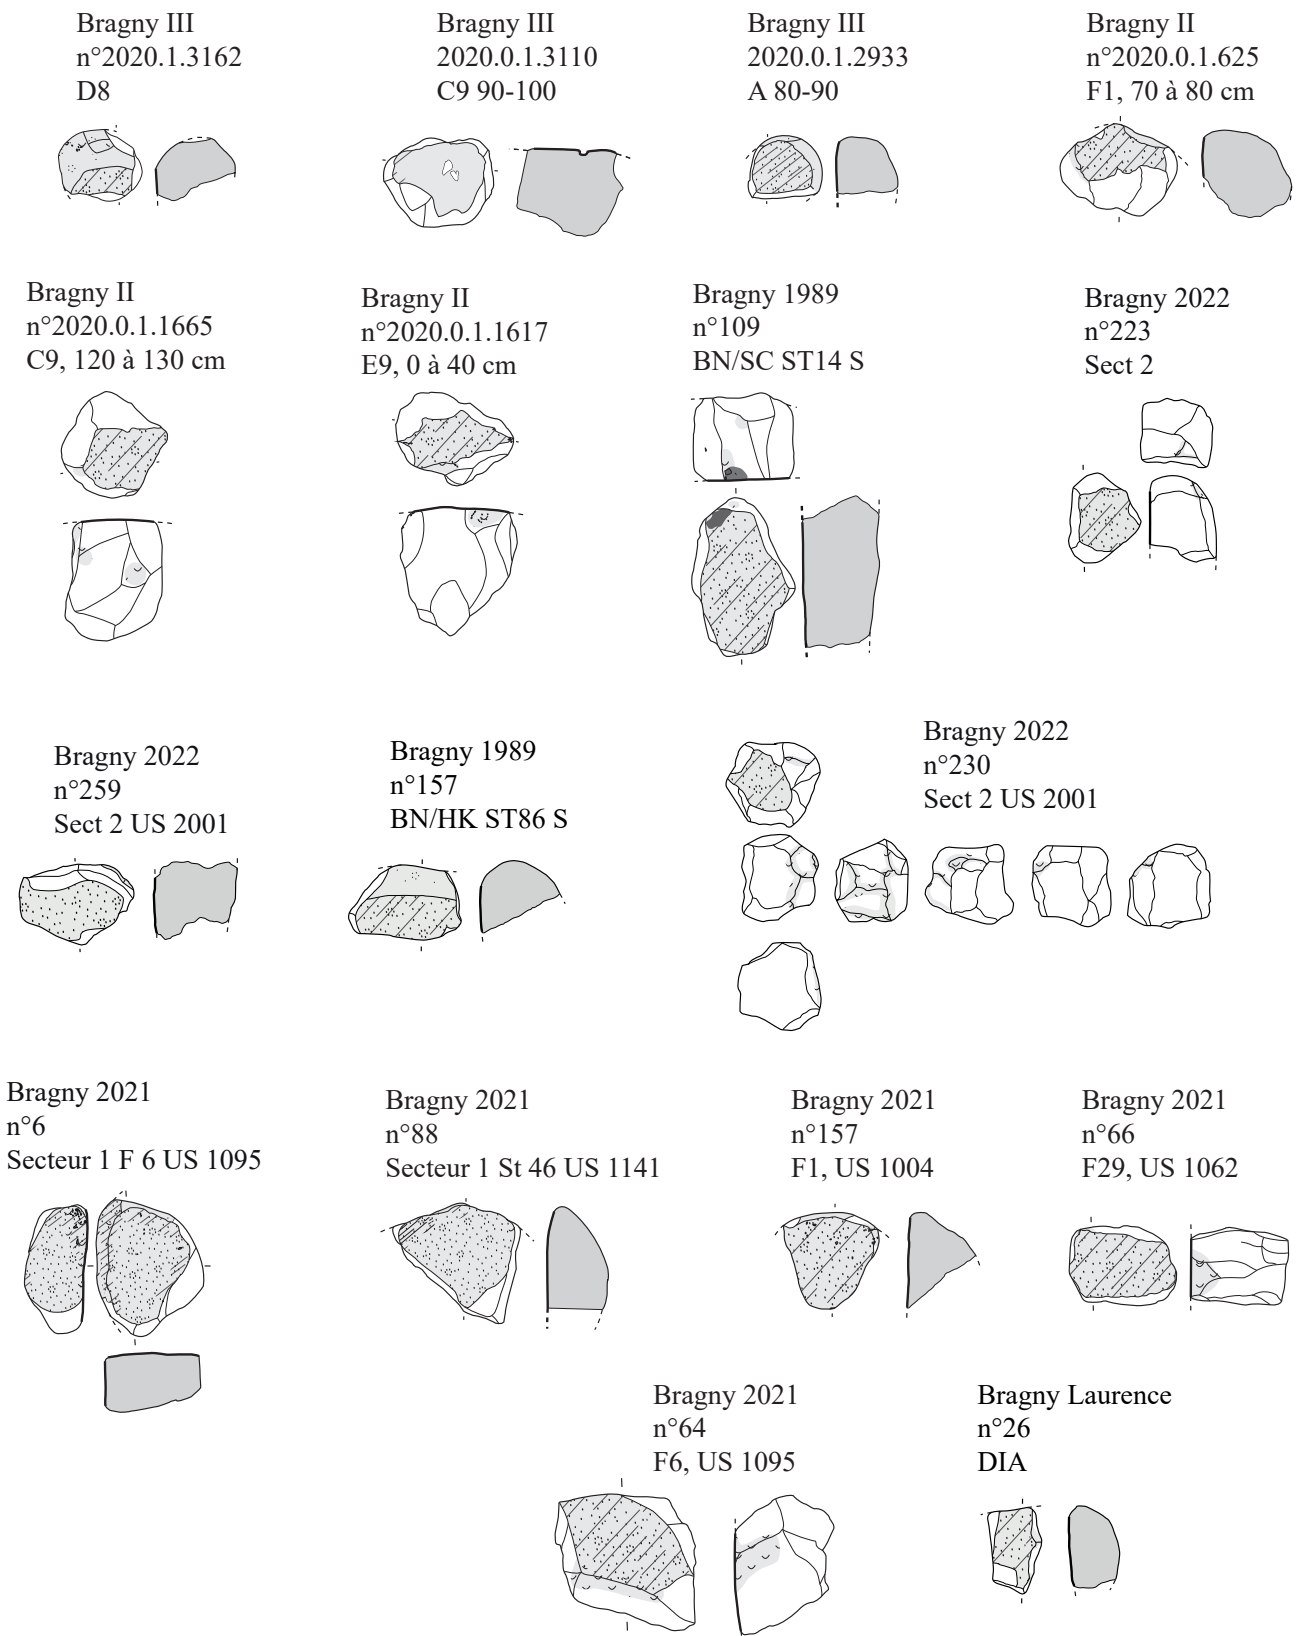 Bragny III
n°2020.1.3162
D8
Bragny III
2020.0.1.3110
C9 90-100
Bragny III
2020.0.1.2933
A 80-90
Bragny II
n°2020.0.1.625
F1, 70 à 80 cm
Bragny II
n°2020.0.1.1665
C9, 120 à 130 cm
Bragny II
n°2020.0.1.1617
E9, 0 à 40 cm
Bragny 1989
n°109
BN/SC ST14 S
Bragny 2022
n°223
Sect 2
Bragny 2022
n°259
Sect 2 US 2001
Bragny 1989
n°157
BN/HK ST86 S
Bragny 2022
n°230
Sect 2 US 2001
Bragny 2021
n°6
Secteur 1 F 6 US 1095
Bragny 2021
n°88
Secteur 1 St 46 US 1141
Bragny 2021
n°157
F1, US 1004
Bragny 2021
n°66
F29, US 1062
Bragny 2021
n°64
F6, US 1095
Bragny Laurence
n°26
DIA